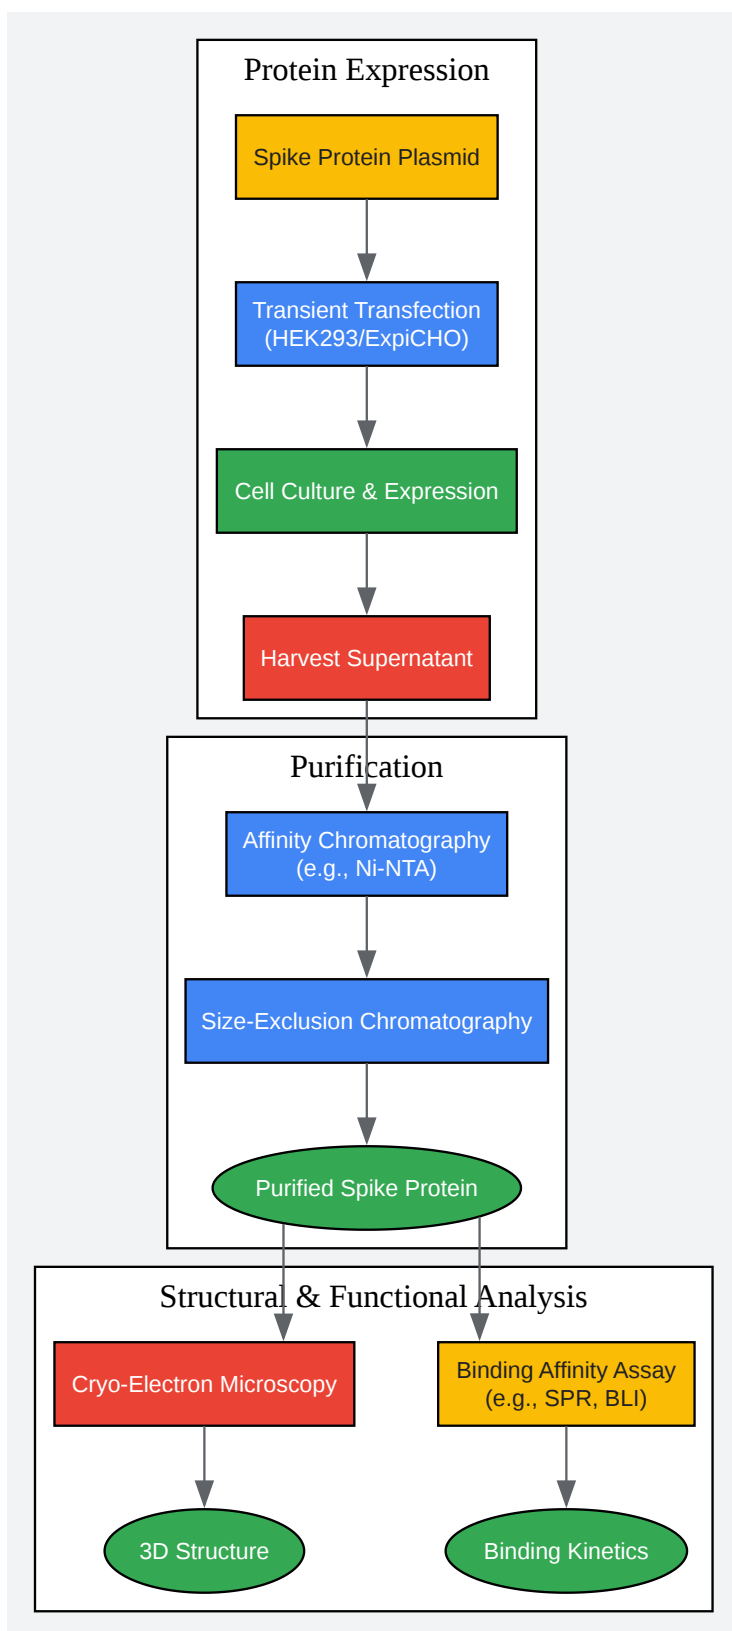 Protein Expression
Spike Protein Plasmid
Transient Transfection
(HEK293/ExpiCHO)
Cell Culture & Expression
Harvest Supernatant
Purification
Affinity Chromatography
(e.g., Ni-NTA)
Size-Exclusion Chromatography
Purified Spike Protein
Structural & Functional Analysis
Cryo-Electron Microscopy
Binding Affinity Assay
(e.g., SPR, BLI)
3D Structure
Binding Kinetics